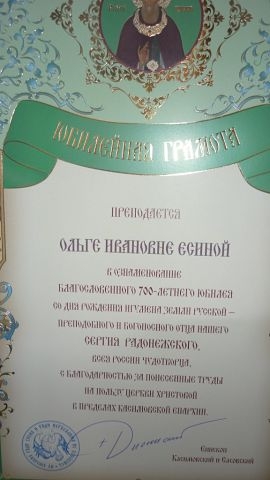 ЮБИЛЕЙНАЯ ГРАМОТА
ПРЕПОДАЕТСЯ
ОЛЬГЕ ИВАНОВНЕ ЕСИНОЙ
В ОЗНАМЕНОВАНИЕ
БЛАГОСЛОВЕННОГО 700-ЛЕТНЕГО ЮБИЛЕЯ
СО ДНЯ РОЖДЕНИЯ ИГУМЕНА ЗЕМЛИ РУССКОЙ –
ПРЕПОДОБНОГО И БОГОНОСНОГО ОТЦА НАШЕГО
СЕРГИЯ РАДОНЕЖСКОГО,
ВСЕЯ РОССИИ ЧУДОТВОРЦА,
С БЛАГОДАРНОСТЬЮ ЗА ПОНЕСЕННЫЕ ТРУДЫ
НА ПОЛЬЗУ ЦЕРКВИ ХРИСТОВОЙ
В ПРЕДЕЛАХ КАСИМОВСКОЙ ЕПАРХИИ.
Епископ
Касимовский и Сасовский